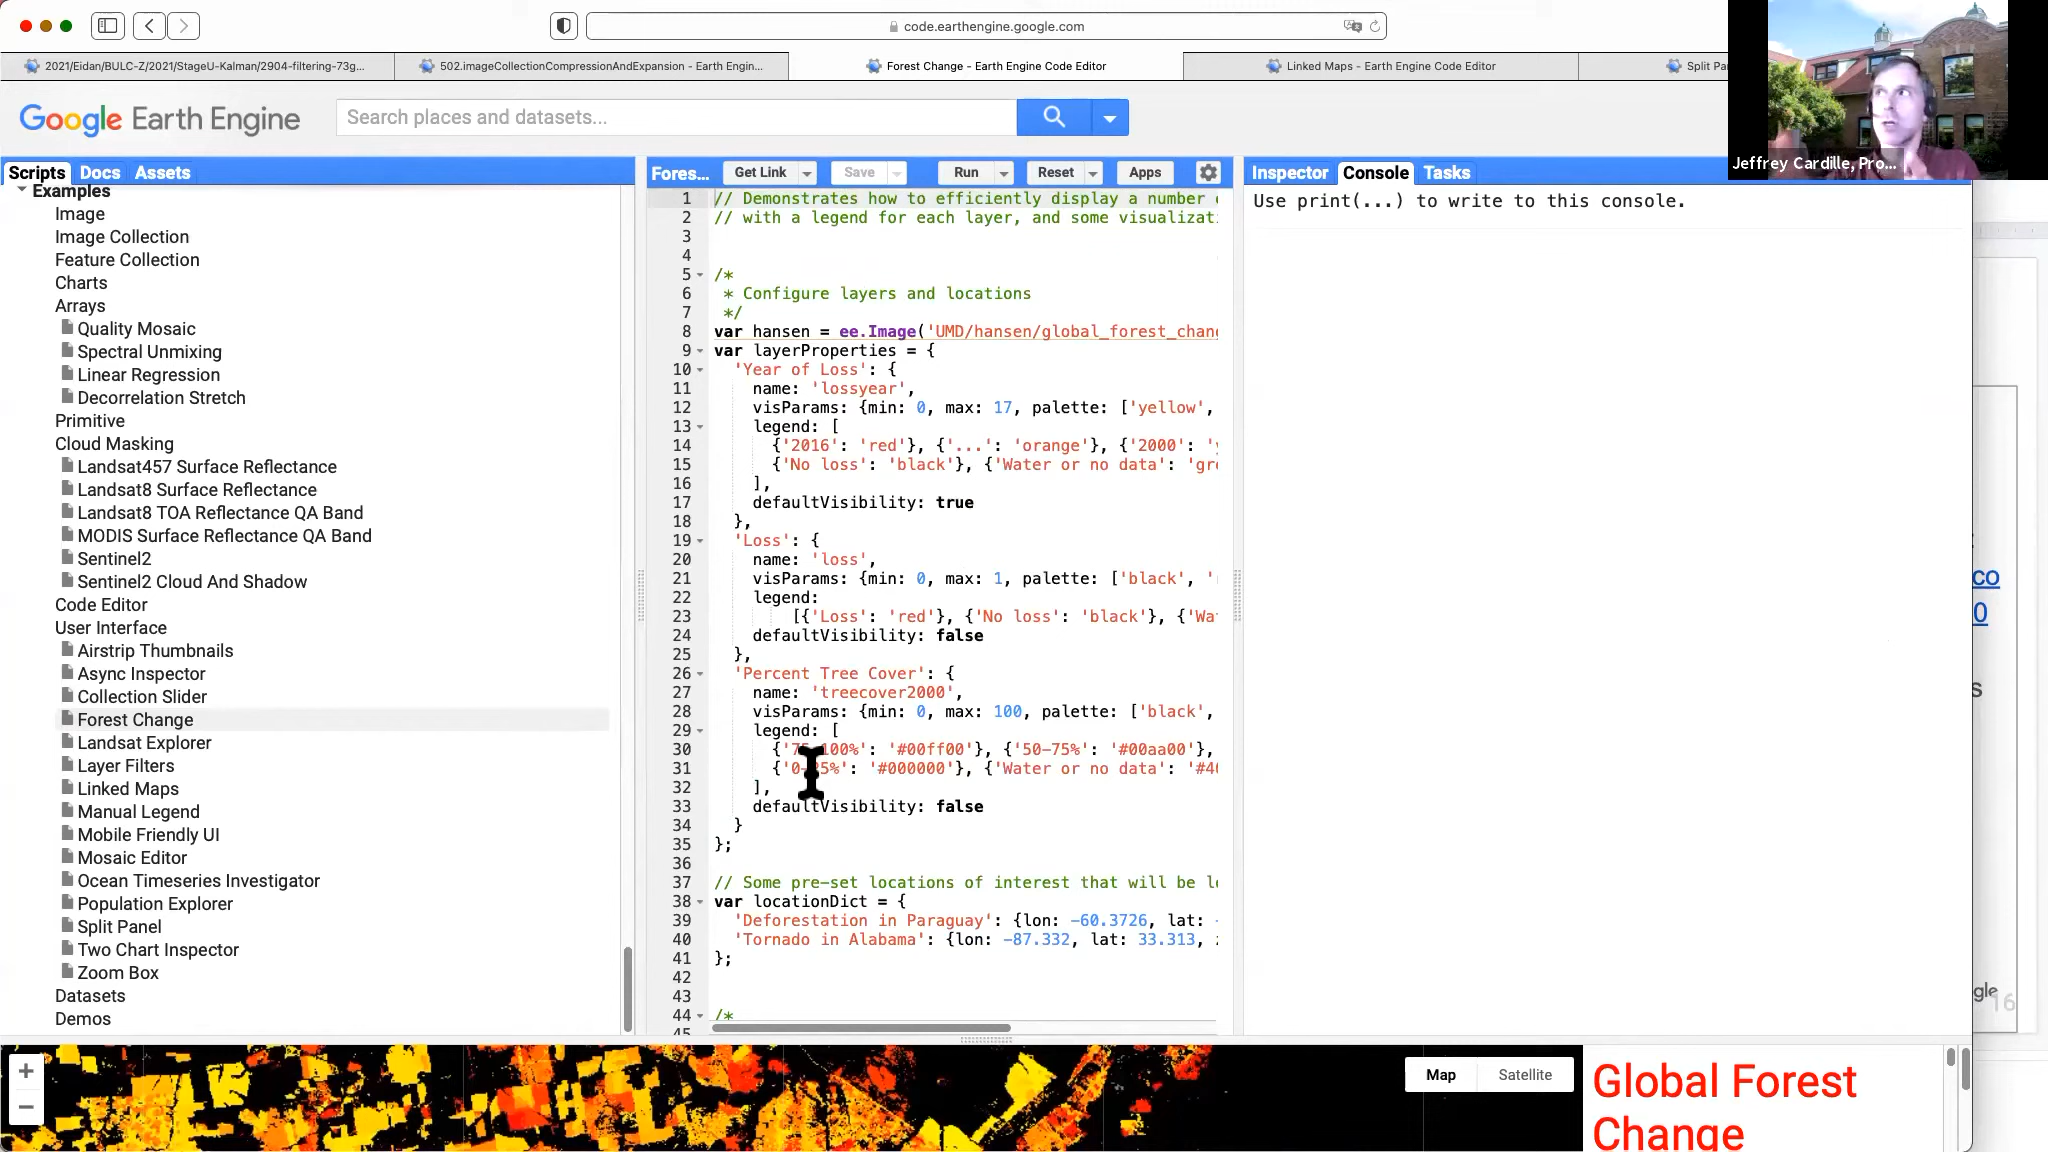 code.earthengine.google.com
2021/Eidan/BULC-Z/2021/StageU-Kalman/2904-filtering-73g...
502.imageCollectionCompressionAndExpansion - Earth Engin...
Forest Change - Earth Engine Code Editor
Linked Maps - Earth Engine Code Editor
Split Pa
Google Earth Engine
Search places and datasets...
Jeffrey Cardille, Pro...
Scripts Docs Assets
Fores... Get Link Save Run Reset Apps
Inspector Console Tasks
Examples
Image
Image Collection
Feature Collection
Charts
Arrays
Quality Mosaic
Spectral Unmixing
Linear Regression
Decorrelation Stretch
Primitive
Cloud Masking
Landsat457 Surface Reflectance
Landsat8 Surface Reflectance
Landsat8 TOA Reflectance QA Band
MODIS Surface Reflectance QA Band
Sentinel2
Sentinel2 Cloud And Shadow
Code Editor
User Interface
Airstrip Thumbnails
Async Inspector
Collection Slider
Forest Change
Landsat Explorer
Layer Filters
Linked Maps
Manual Legend
Mobile Friendly UI
Mosaic Editor
Ocean Timeseries Investigator
Population Explorer
Split Panel
Two Chart Inspector
Zoom Box
Datasets
Demos
1 // Demonstrates how to efficiently display a number
2 // with a legend for each layer, and some visualizat
3
4
5 /*
6 * Configure layers and locations
7 */
8 var hansen = ee.Image('UMD/hansen/global_forest_chan
9 var layerProperties = {
10 'Year of Loss': {
11 name: 'lossyear',
12 visParams: {min: 0, max: 17, palette: ['yellow',
13 legend: [
14 {'2016': 'red'}, {'...': 'orange'}, {'2000': '
15 {'No loss': 'black'}, {'Water or no data': 'gr
16 ],
17 defaultVisibility: true
18 },
19 'Loss': {
20 name: 'loss',
21 visParams: {min: 0, max: 1, palette: ['black', '
22 legend:
23 [{'Loss': 'red'}, {'No loss': 'black'}, {'Wa
24 defaultVisibility: false
25 },
26 'Percent Tree Cover': {
27 name: 'treecover2000',
28 visParams: {min: 0, max: 100, palette: ['black',
29 legend: [
30 {'75-100%': '#00ff00'}, {'50-75%': '#00aa00'},
31 {'0-25%': '#000000'}, {'Water or no data': '#4
32 ],
33 defaultVisibility: false
34 }
35 };
36
37 // Some pre-set locations of interest that will be l
38 var locationDict = {
39 'Deforestation in Paraguay': {lon: -60.3726, lat: -
40 'Tornado in Alabama': {lon: -87.332, lat: 33.313,
41 };
42
43
44 /*
45
Use print(...) to write to this console.
co
0
s
gle
16
+
−
Map Satellite
Global Forest
Change